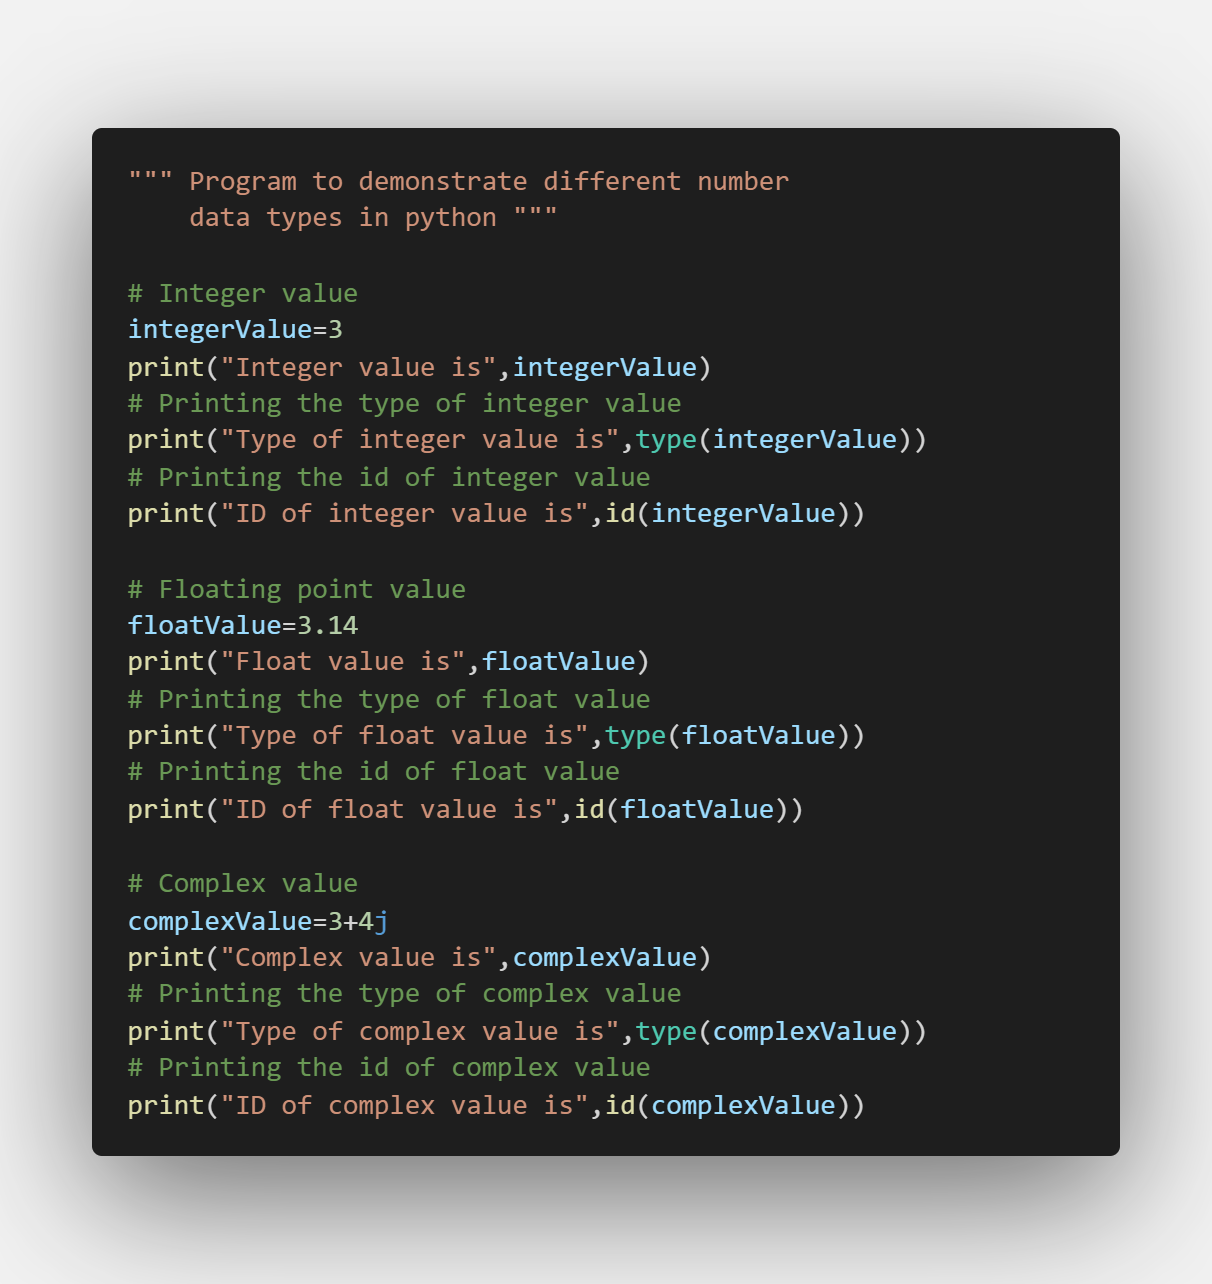 """ Program to demonstrate different number
    data types in python """

# Integer value
integerValue=3
print("Integer value is",integerValue)
# Printing the type of integer value
print("Type of integer value is",type(integerValue))
# Printing the id of integer value
print("ID of integer value is",id(integerValue))

# Floating point value
floatValue=3.14
print("Float value is",floatValue)
# Printing the type of float value
print("Type of float value is",type(floatValue))
# Printing the id of float value
print("ID of float value is",id(floatValue))

# Complex value
complexValue=3+4j
print("Complex value is",complexValue)
# Printing the type of complex value
print("Type of complex value is",type(complexValue))
# Printing the id of complex value
print("ID of complex value is",id(complexValue))